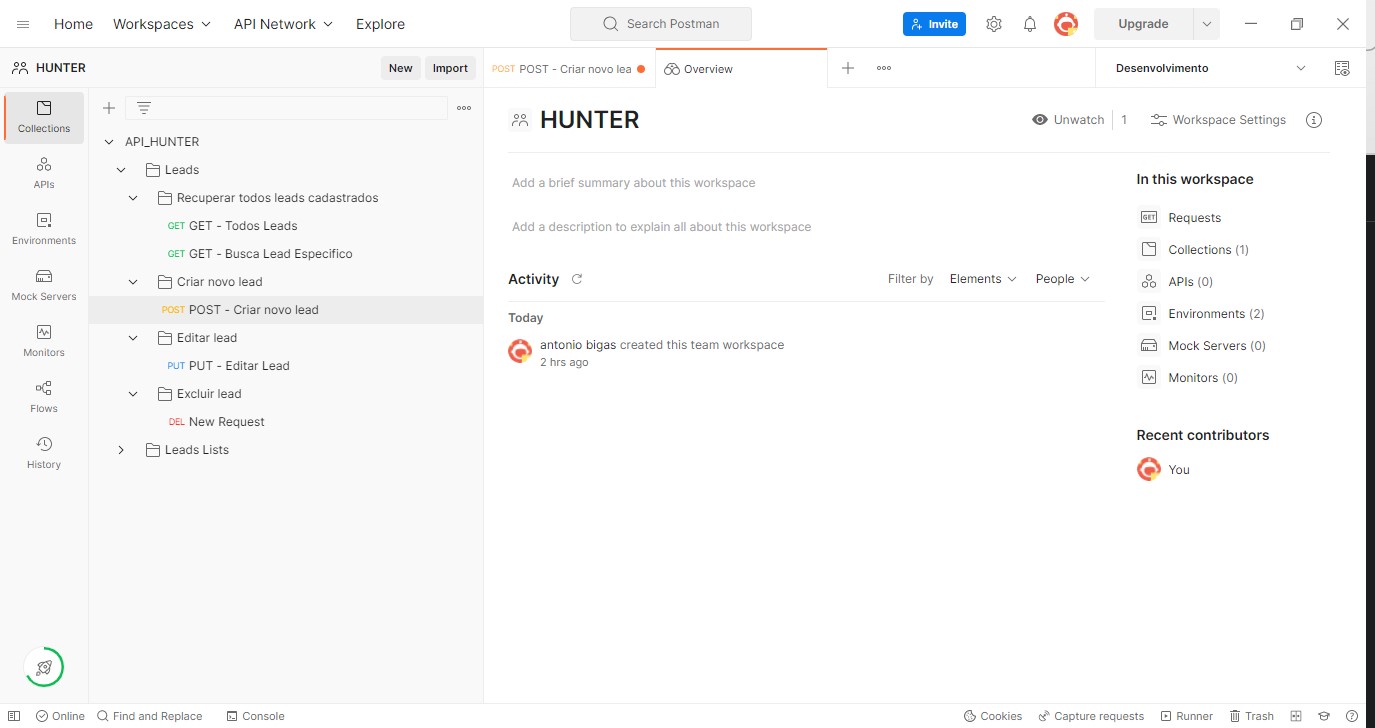 Home Workspaces API Network Explore Search Postman Invite Upgrade
HUNTER New Import POST POST - Criar novo lea Overview Desenvolvimento
Collections
APIs
Environments
Mock Servers
Monitors
Flows
History
API_HUNTER
Leads
Recuperar todos leads cadastrados
GET GET - Todos Leads
GET GET - Busca Lead Especifico
Criar novo lead
POST POST - Criar novo lead
Editar lead
PUT PUT - Editar Lead
Excluir lead
DEL New Request
Leads Lists
HUNTER
Unwatch 1 Workspace Settings
Add a brief summary about this workspace
Add a description to explain all about this workspace
Activity Filter by Elements People
Today
antonio bigas created this team workspace
2 hrs ago
In this workspace
GET Requests
Collections (1)
APIs (0)
Environments (2)
Mock Servers (0)
Monitors (0)
Recent contributors
You
Online Find and Replace Console Cookies Capture requests Runner Trash